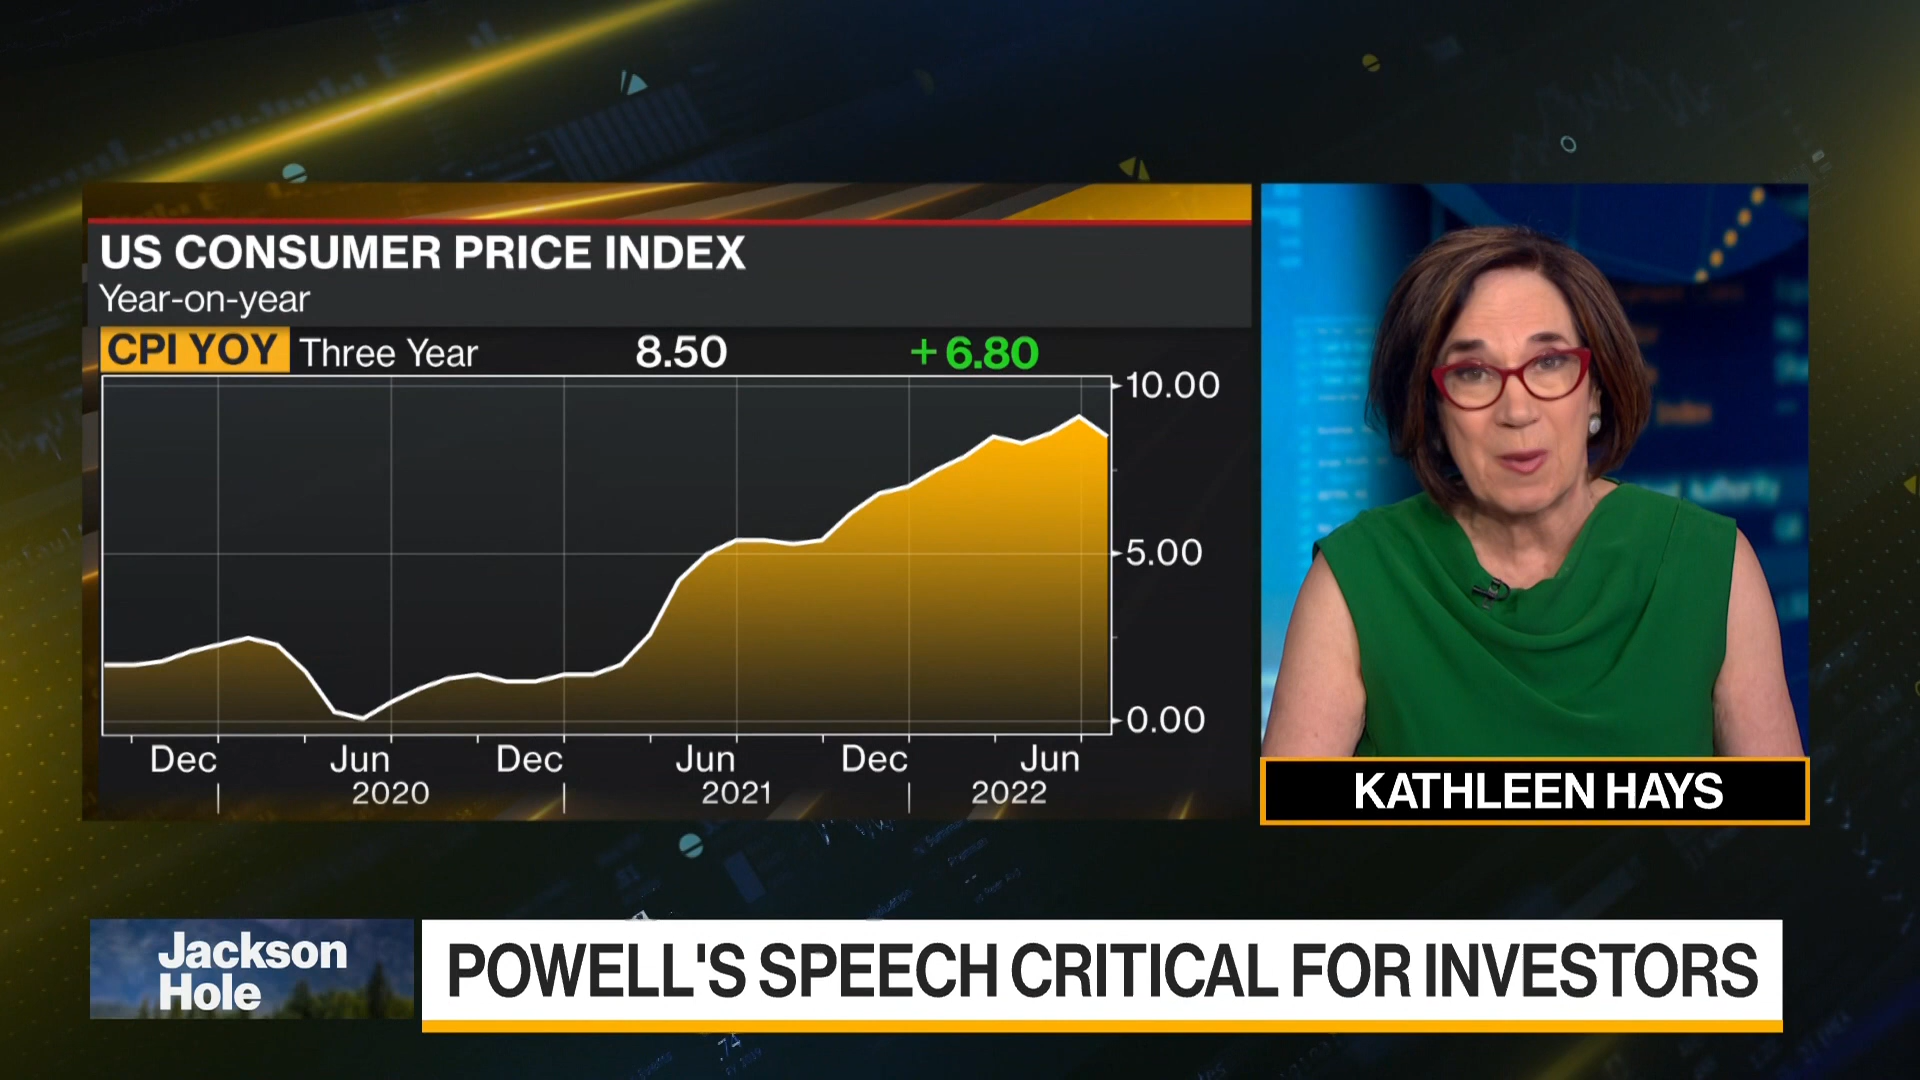 US CONSUMER PRICE INDEX
Year-on-year
CPI YOY Three Year 8.50 +6.80
10.00
5.00
0.00
Dec Jun Dec Jun Dec Jun
2020 2021 2022
KATHLEEN HAYS
Jackson
Hole
POWELL'S SPEECH CRITICAL FOR INVESTORS